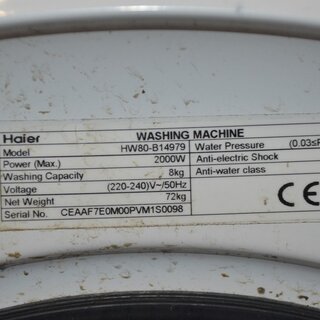 Haier WASHING MACHINE
Model HW80-B14979 Water Pressure (0.03≤P
Power (Max.) 2000W Anti-electric Shock
Washing Capacity 8kg Anti-water class
Voltage (220-240)V~/50Hz
Net Weight 72kg
Serial No. CEAAF7E0M00PVM1S0098
CE